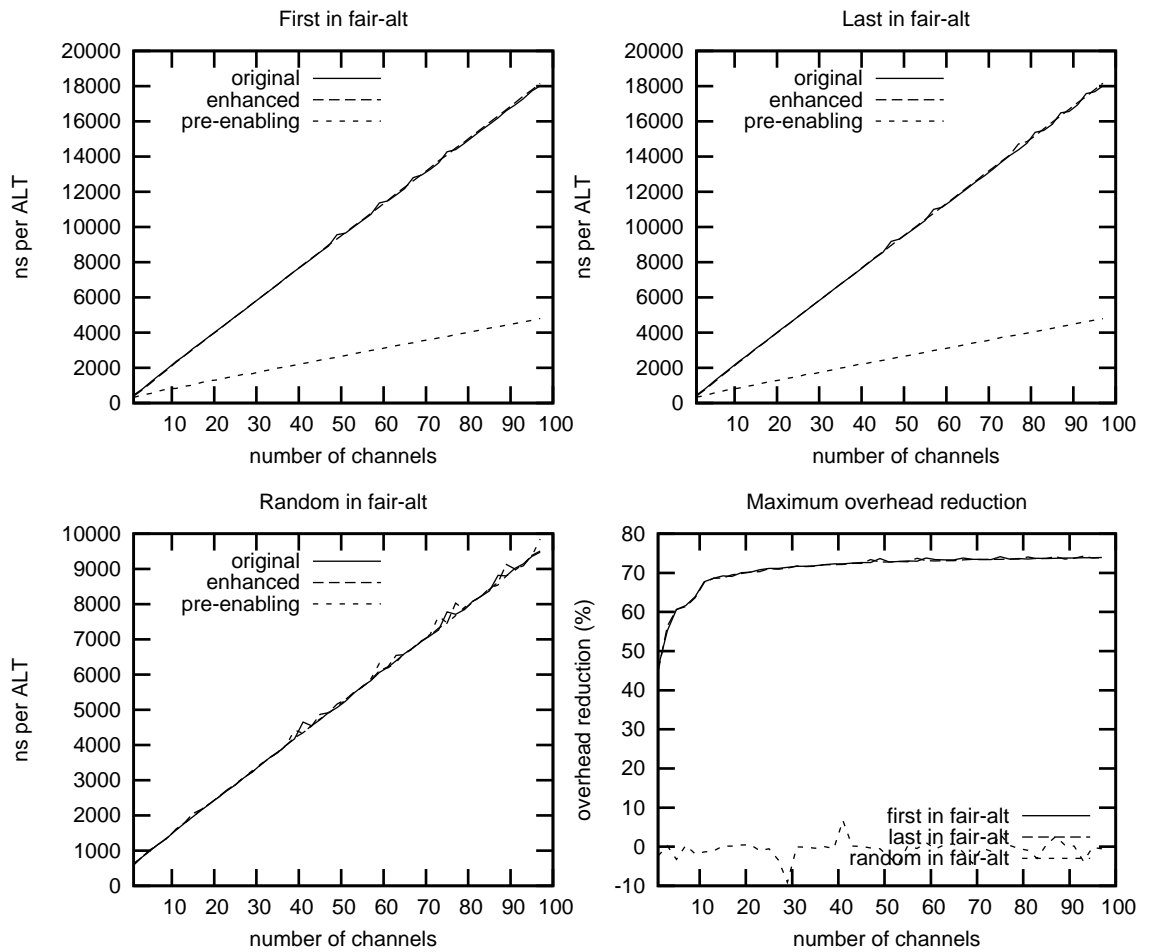 First in fair-alt
20000
18000
16000
14000
12000
10000
8000
6000
4000
2000
0
ns per ALT
original
enhanced
pre-enabling
10 20 30 40 50 60 70 80 90 100
number of channels
Last in fair-alt
20000
18000
16000
14000
12000
10000
8000
6000
4000
2000
0
ns per ALT
original
enhanced
pre-enabling
10 20 30 40 50 60 70 80 90 100
number of channels
Random in fair-alt
10000
9000
8000
7000
6000
5000
4000
3000
2000
1000
0
ns per ALT
original
enhanced
pre-enabling
10 20 30 40 50 60 70 80 90 100
number of channels
Maximum overhead reduction
80
70
60
50
40
30
20
10
0
-10
overhead reduction (%)
first in fair-alt
last in fair-alt
random in fair-alt
10 20 30 40 50 60 70 80 90 100
number of channels